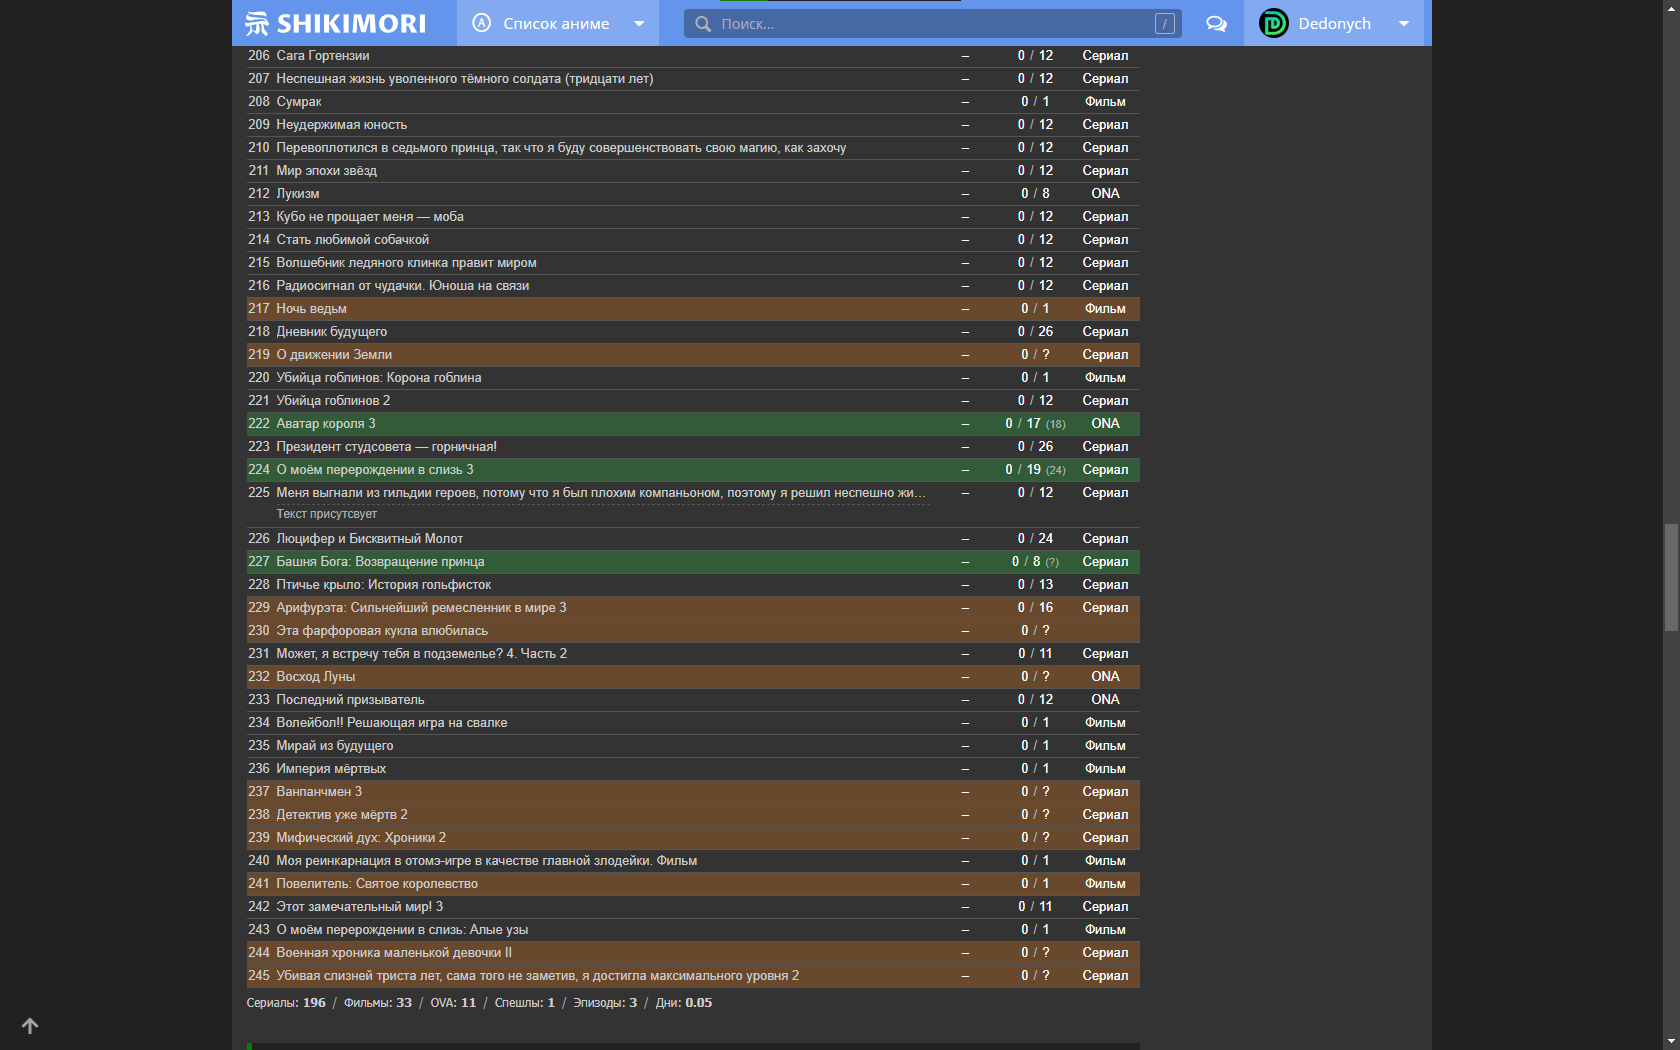 SHIKIMORI Список аниме Поиск... / Dedonych
206 Сага Гортензии – 0 / 12 Сериал
207 Неспешная жизнь уволенного тёмного солдата (тридцати лет) – 0 / 12 Сериал
208 Сумрак – 0 / 1 Фильм
209 Неудержимая юность – 0 / 12 Сериал
210 Перевоплотился в седьмого принца, так что я буду совершенствовать свою магию, как захочу – 0 / 12 Сериал
211 Мир эпохи звёзд – 0 / 12 Сериал
212 Лукизм – 0 / 8 ONA
213 Кубо не прощает меня — моба – 0 / 12 Сериал
214 Стать любимой собачкой – 0 / 12 Сериал
215 Волшебник ледяного клинка правит миром – 0 / 12 Сериал
216 Радиосигнал от чудачки. Юноша на связи – 0 / 12 Сериал
217 Ночь ведьм – 0 / 1 Фильм
218 Дневник будущего – 0 / 26 Сериал
219 О движении Земли – 0 / ? Сериал
220 Убийца гоблинов: Корона гоблина – 0 / 1 Фильм
221 Убийца гоблинов 2 – 0 / 12 Сериал
222 Аватар короля 3 – 0 / 17 (18) ONA
223 Президент студсовета — горничная! – 0 / 26 Сериал
224 О моём перерождении в слизь 3 – 0 / 19 (24) Сериал
225 Меня выгнали из гильдии героев, потому что я был плохим компаньоном, поэтому я решил неспешно жи... – 0 / 12 Сериал
Текст присутсвует
226 Люцифер и Бисквитный Молот – 0 / 24 Сериал
227 Башня Бога: Возвращение принца – 0 / 8 (?) Сериал
228 Птичье крыло: История гольфисток – 0 / 13 Сериал
229 Арифурэта: Сильнейший ремесленник в мире 3 – 0 / 16 Сериал
230 Эта фарфоровая кукла влюбилась – 0 / ?
231 Может, я встречу тебя в подземелье? 4. Часть 2 – 0 / 11 Сериал
232 Восход Луны – 0 / ? ONA
233 Последний призыватель – 0 / 12 ONA
234 Волейбол!! Решающая игра на свалке – 0 / 1 Фильм
235 Мирай из будущего – 0 / 1 Фильм
236 Империя мёртвых – 0 / 1 Фильм
237 Ванпанчмен 3 – 0 / ? Сериал
238 Детектив уже мёртв 2 – 0 / ? Сериал
239 Мифический дух: Хроники 2 – 0 / ? Сериал
240 Моя реинкарнация в отомэ-игре в качестве главной злодейки. Фильм – 0 / 1 Фильм
241 Повелитель: Святое королевство – 0 / 1 Фильм
242 Этот замечательный мир! 3 – 0 / 11 Сериал
243 О моём перерождении в слизь: Алые узы – 0 / 1 Фильм
244 Военная хроника маленькой девочки II – 0 / ? Сериал
245 Убивая слизней триста лет, сама того не заметив, я достигла максимального уровня 2 – 0 / ? Сериал
Сериалы: 196 / Фильмы: 33 / OVA: 11 / Спешлы: 1 / Эпизоды: 3 / Дни: 0.05